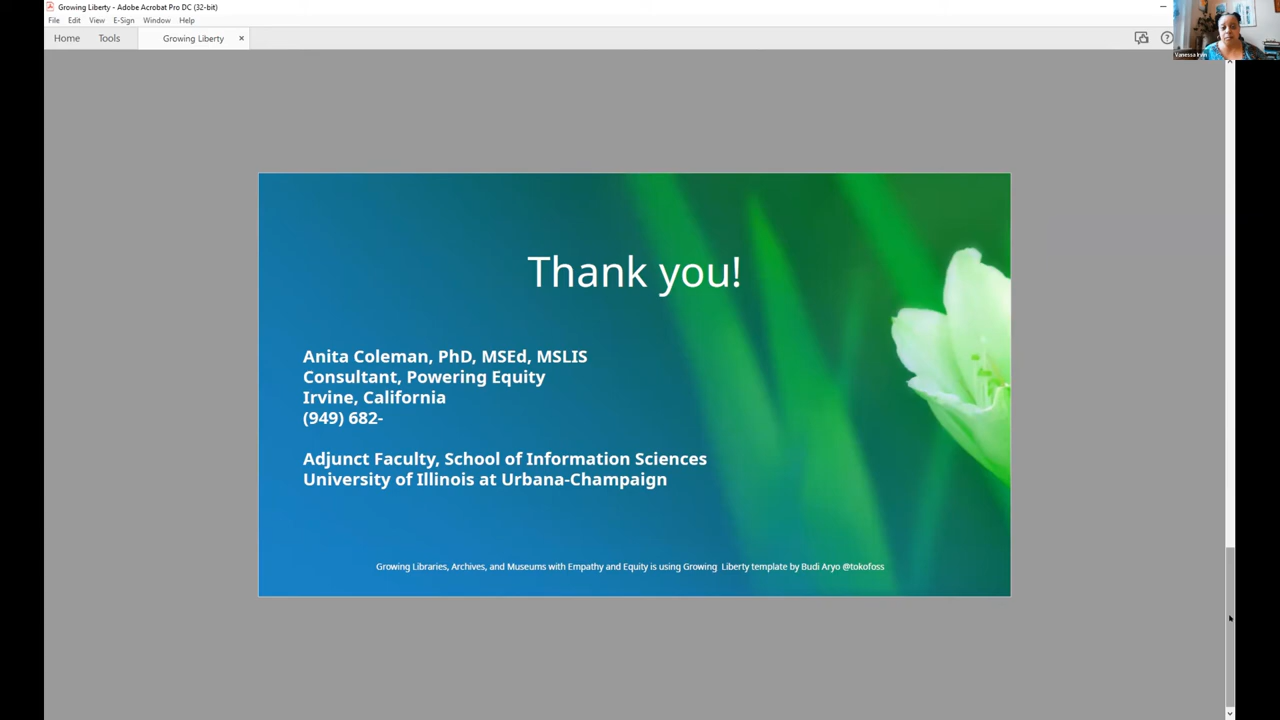 Growing Liberty - Adobe Acrobat Pro DC (32-bit)
File Edit View E-Sign Window Help
Home Tools Growing Liberty
Vanessa Irvin
Thank you!
Anita Coleman, PhD, MSEd, MSLIS
Consultant, Powering Equity
Irvine, California
(949) 682-
Adjunct Faculty, School of Information Sciences
University of Illinois at Urbana-Champaign
Growing Libraries, Archives, and Museums with Empathy and Equity is using Growing Liberty template by Budi Aryo @tokofoss